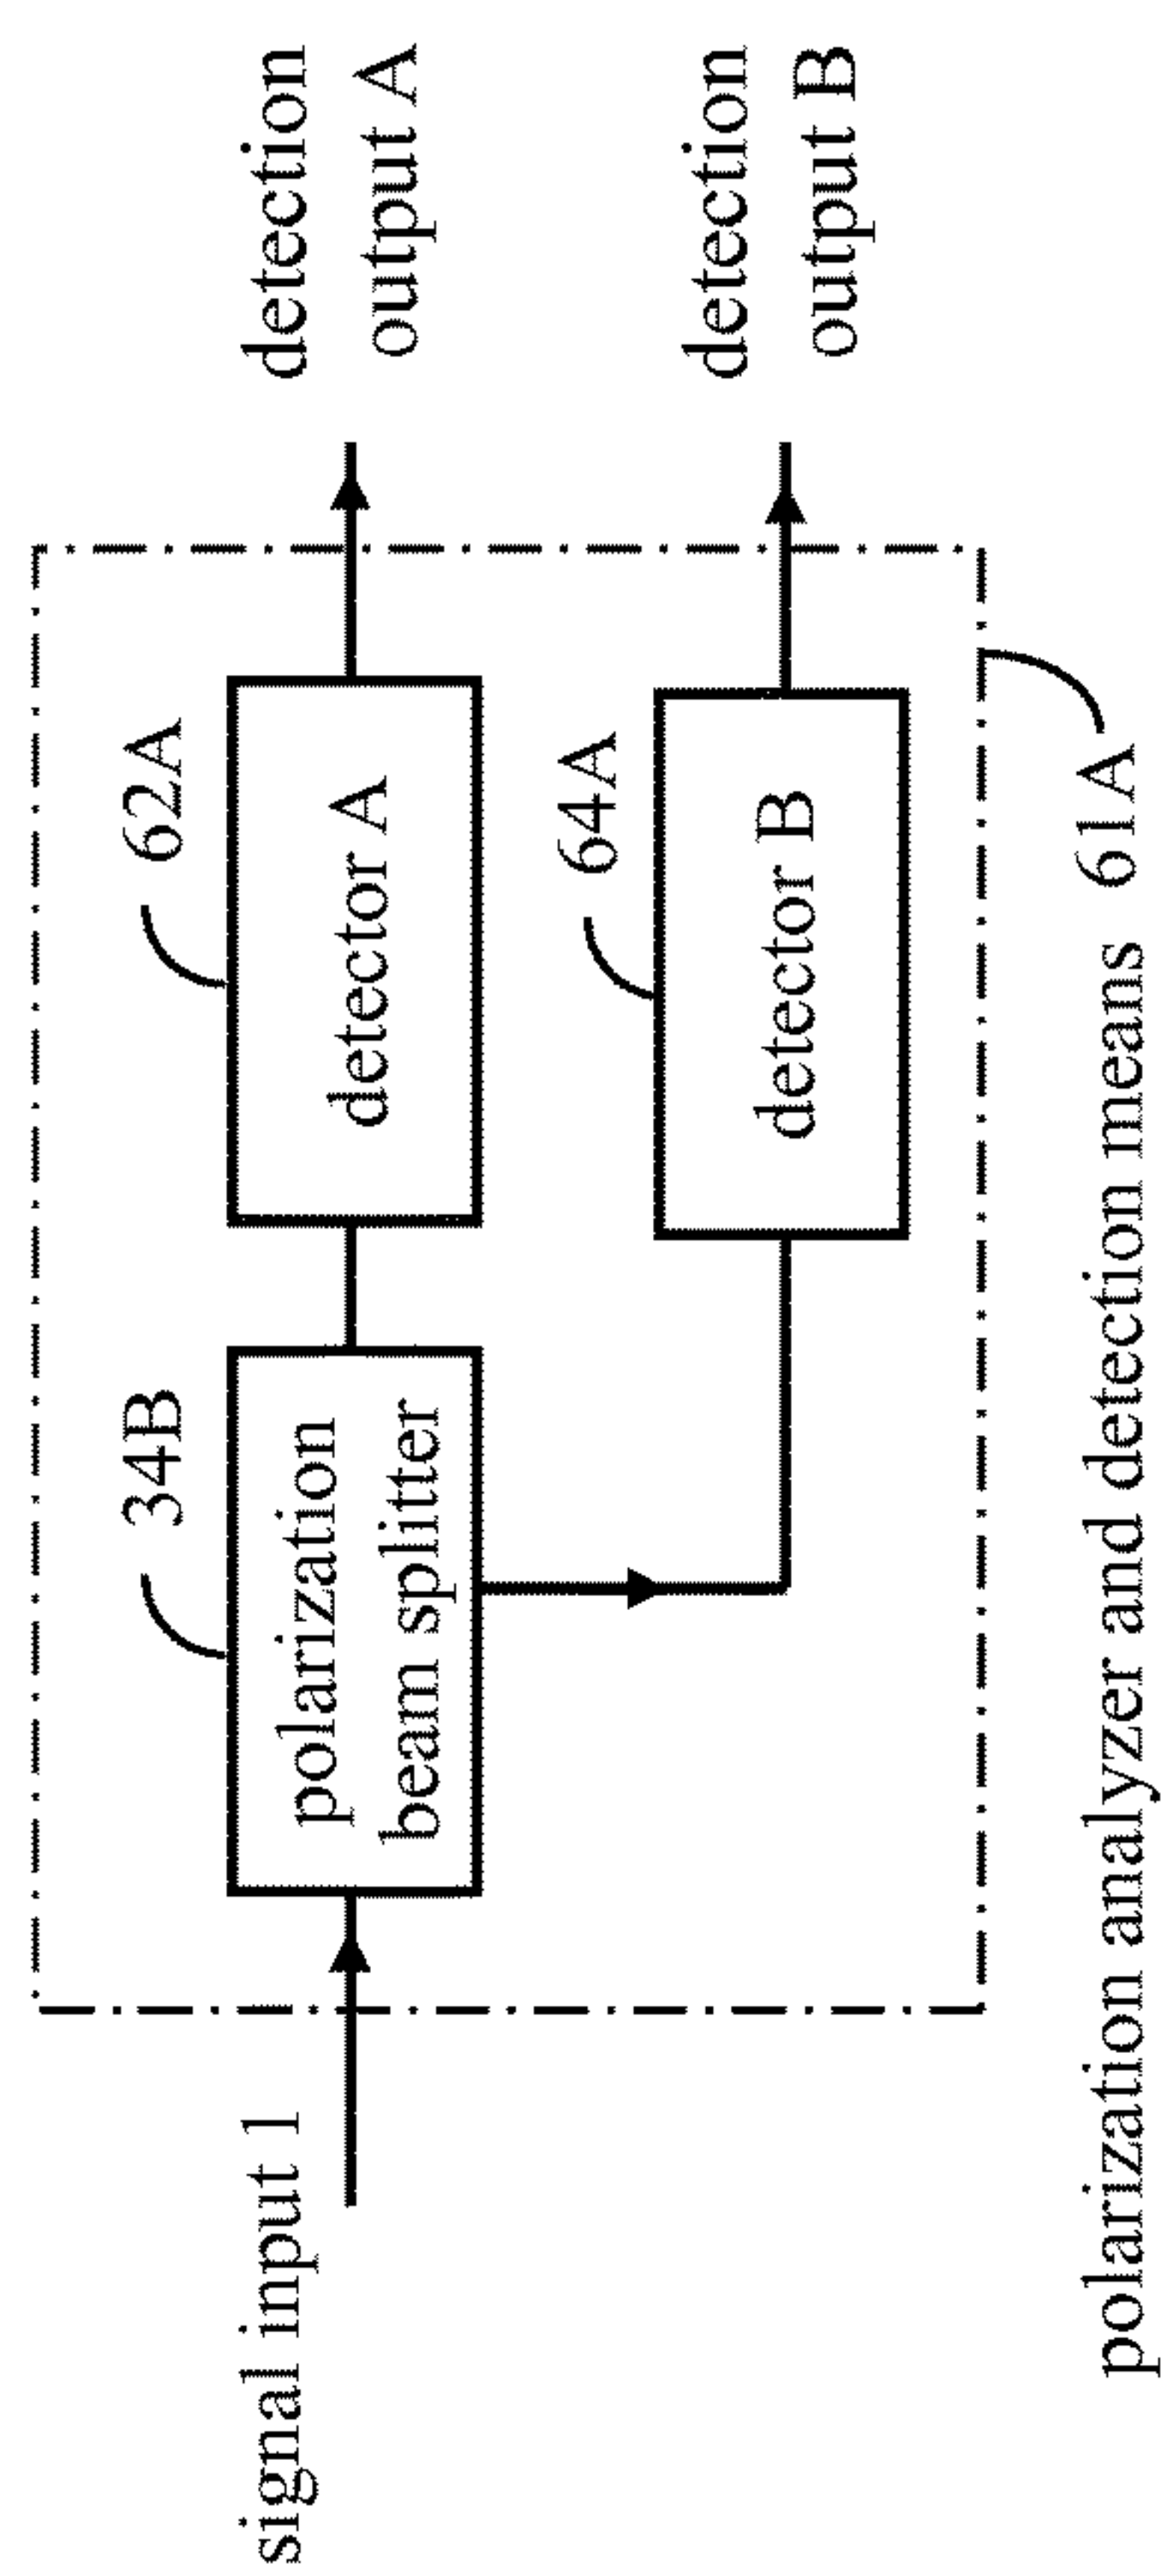 62A
34B
signal input 1
polarization
beam splitter
detector A
detection
output A
64A
detector B
detection
output B
polarization analyzer and detection means 61A